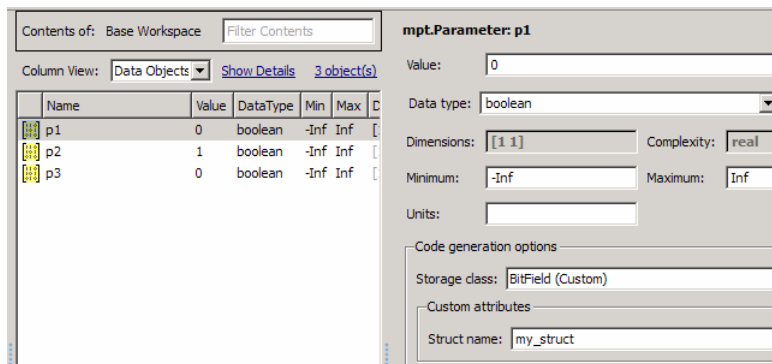 Contents of: Base Workspace Filter Contents
Column View: Data Objects Show Details 3 object(s)
Name Value DataType Min Max D
p1 0 boolean -Inf Inf [
p2 1 boolean -Inf Inf [
p3 0 boolean -Inf Inf [
mpt.Parameter: p1
Value: 0
Data type: boolean
Dimensions: [1 1] Complexity: real
Minimum: -Inf Maximum: Inf
Units:
Code generation options
Storage class: BitField (Custom)
Custom attributes
Struct name: my_struct